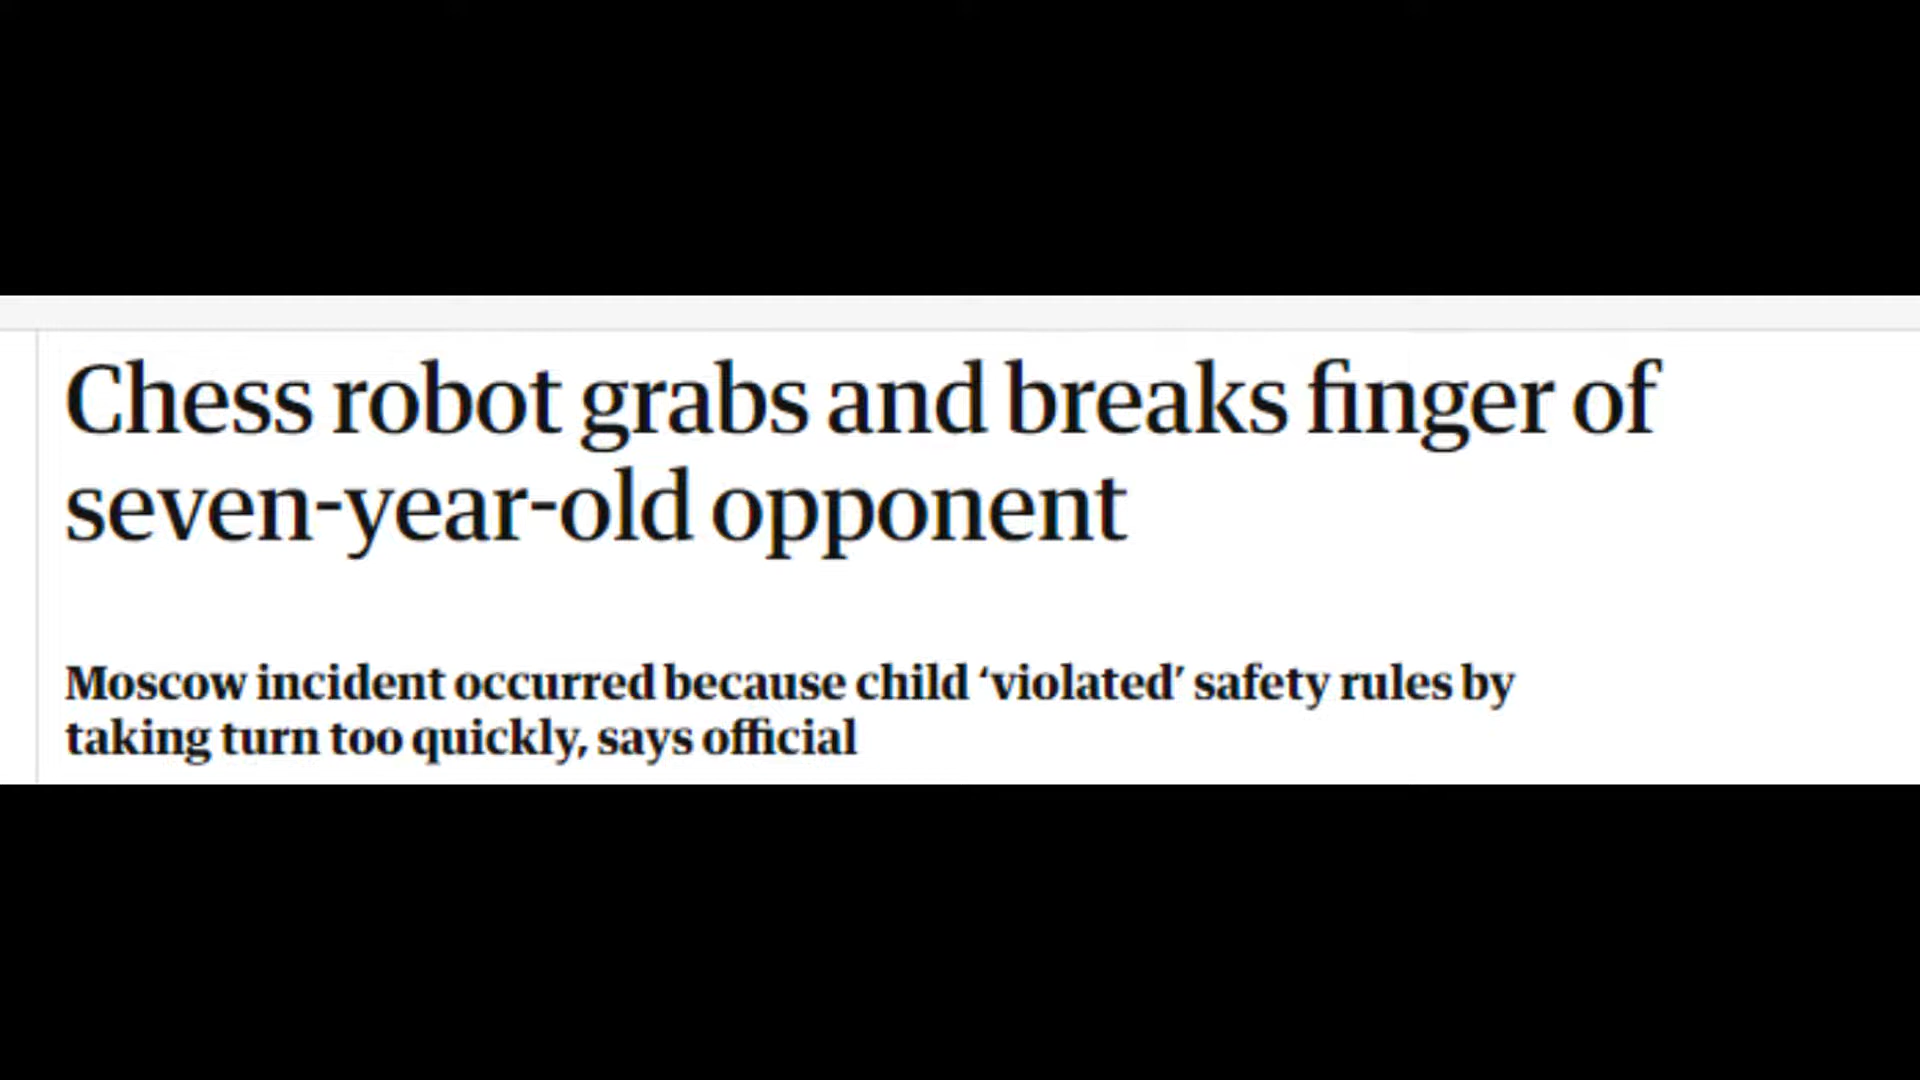 Chess robot grabs and breaks finger of
seven-year-old opponent
Moscow incident occurred because child ‘violated’ safety rules by
taking turn too quickly, says official